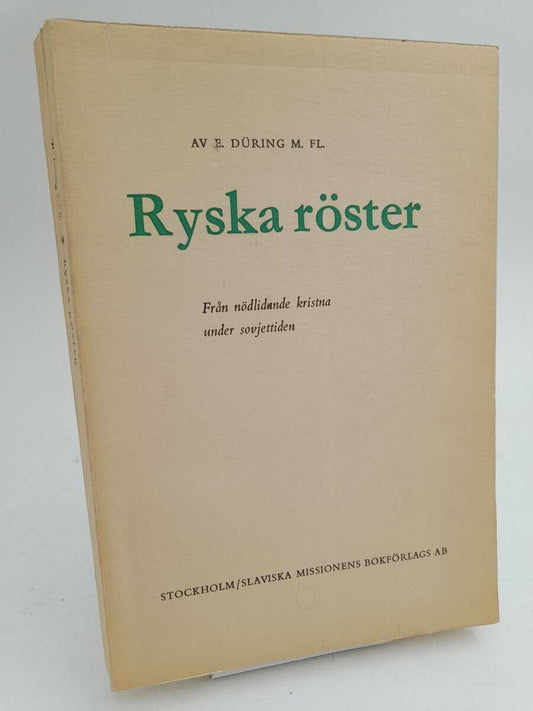 AV E. DÜRING M. FL.
Ryska röster
Från nödlidande kristna
under sovjettiden
STOCKHOLM/SLAVISKA MISSIONENS BOKFÖRLAGS AB